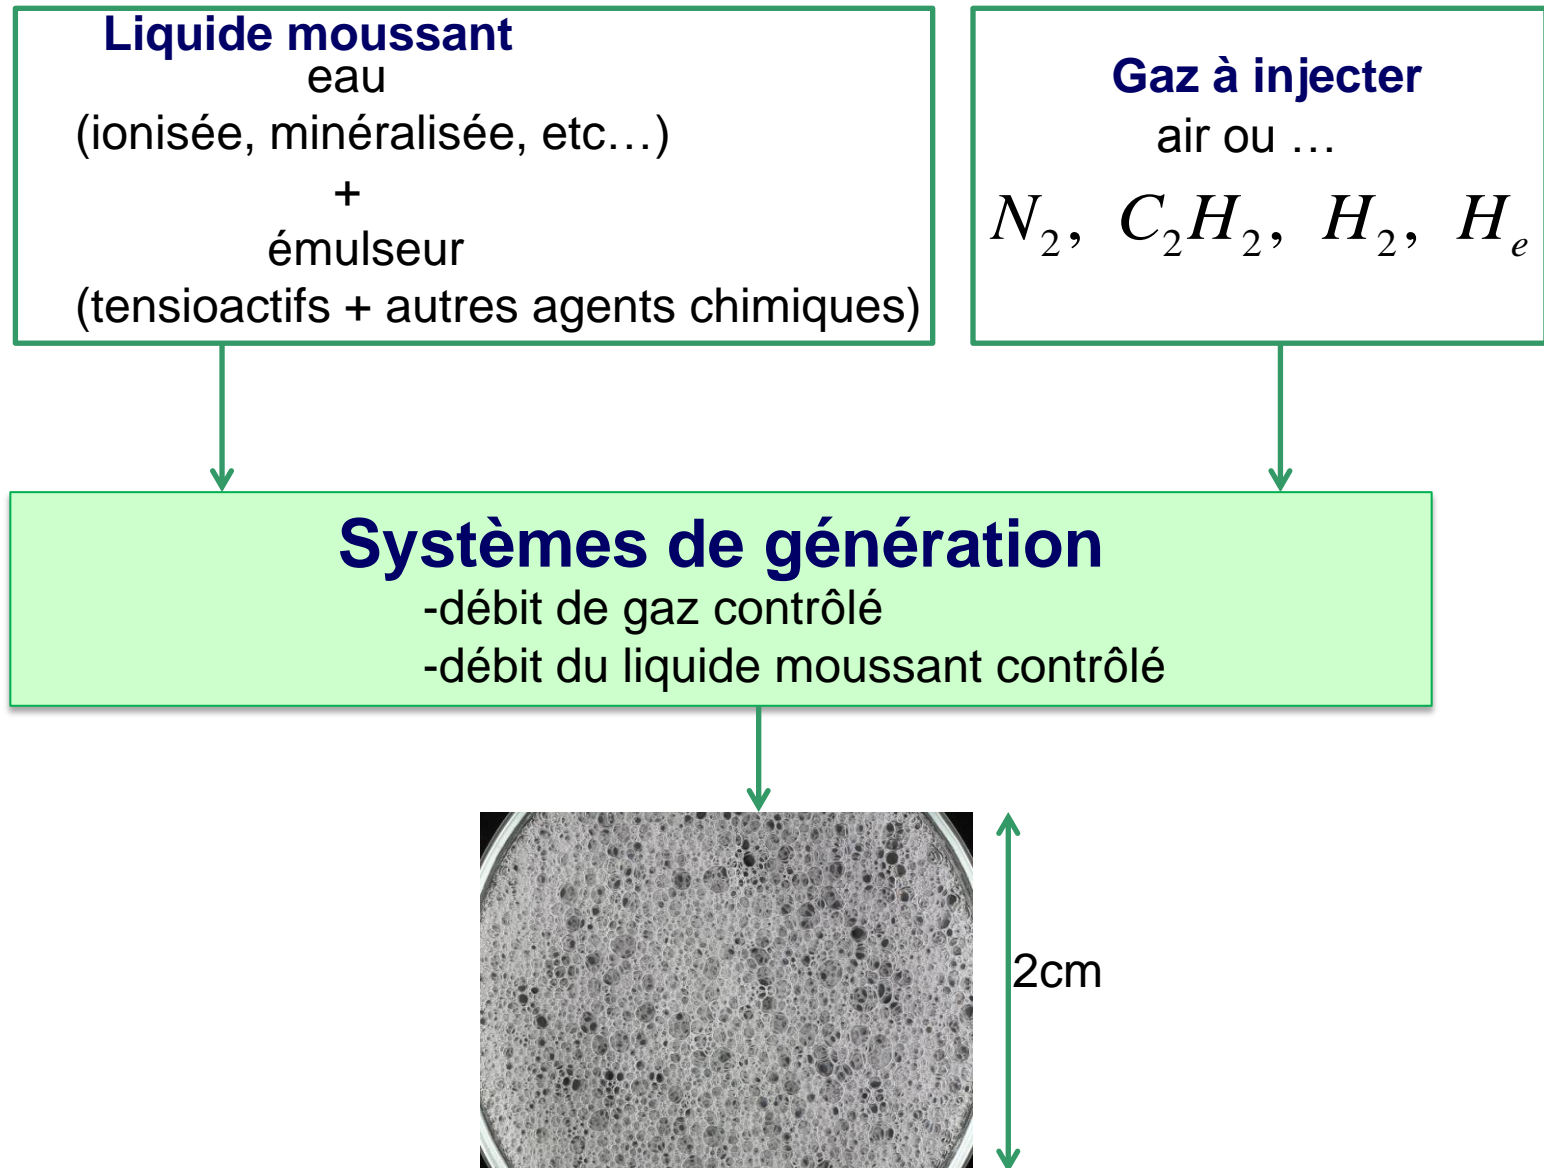 Liquide moussant
eau
(ionisée, minéralisée, etc…)
+
émulseur
(tensioactifs + autres agents chimiques)
Gaz à injecter
air ou …
N₂, C₂H₂, H₂, Hₑ
Systèmes de génération
-débit de gaz contrôlé
-débit du liquide moussant contrôlé
2cm